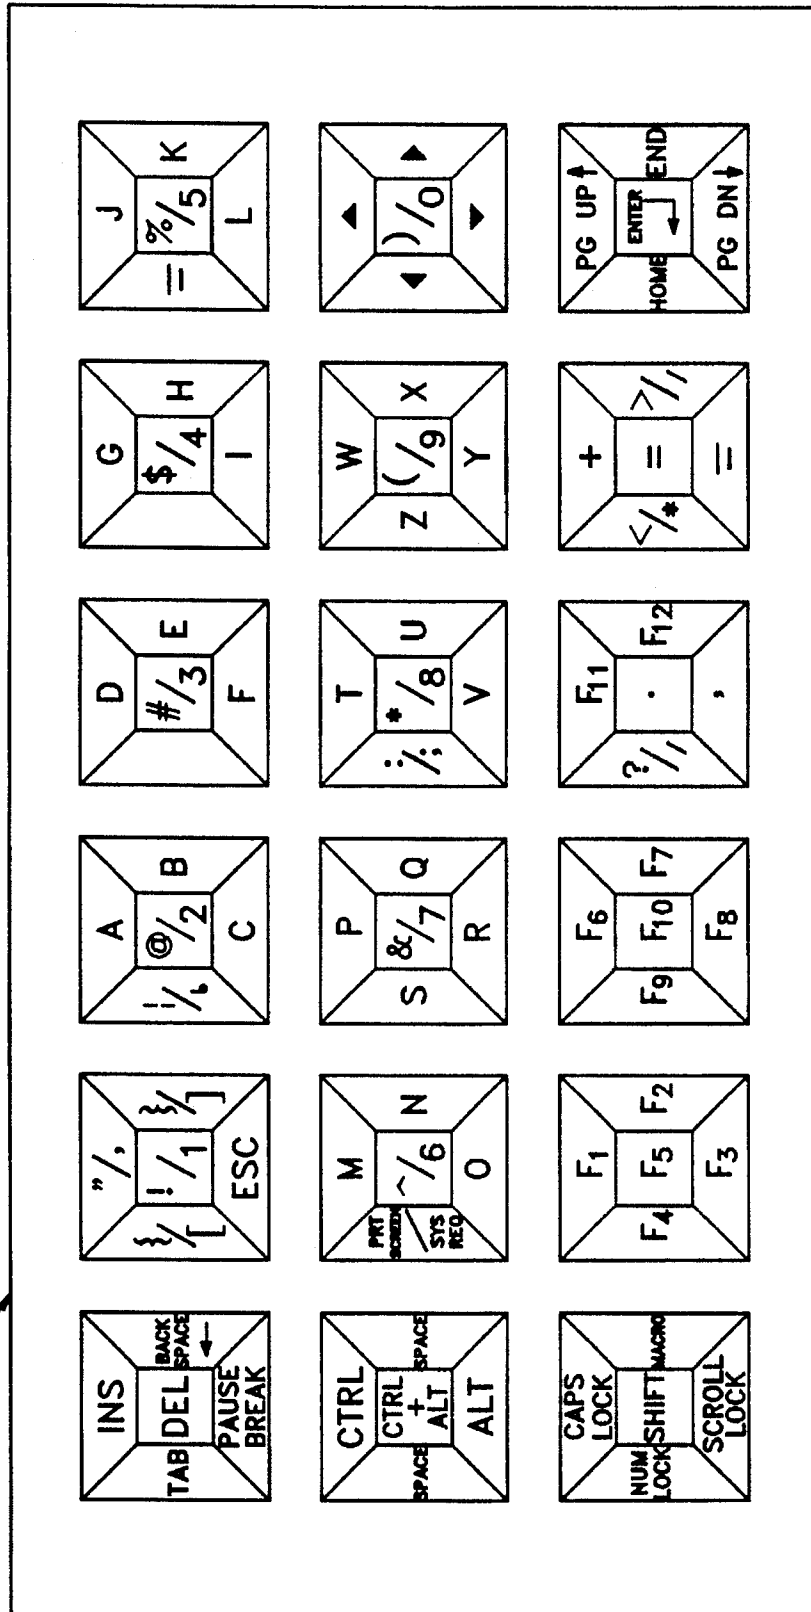 INS
TAB
DEL
BACK
SPACE
←
PAUSE
BREAK
"/'
}/[
!/1
}/]
ESC
A
@/2
B
C
D
#/3
E
F
G
$/4
H
I
J
=
%/5
K
L
CTRL
SPACE
CTRL
+
ALT
SPACE
ALT
M
PRT
SCREEN
/
SYS
REQ
^/6
N
O
P
S
&/7
Q
R
T
:/;
*/8
U
V
W
Z
(/9
X
Y
)/0
CAPS
LOCK
NUM
LOCK
SHIFT
MACRO
SCROLL
LOCK
F1
F4
F5
F2
F3
F6
F9
F10
F7
F8
F11
?//
.
F12
,
+
</*
=
>//
=
PG UP↑
HOME
ENTER
↵
END
PG DN↓